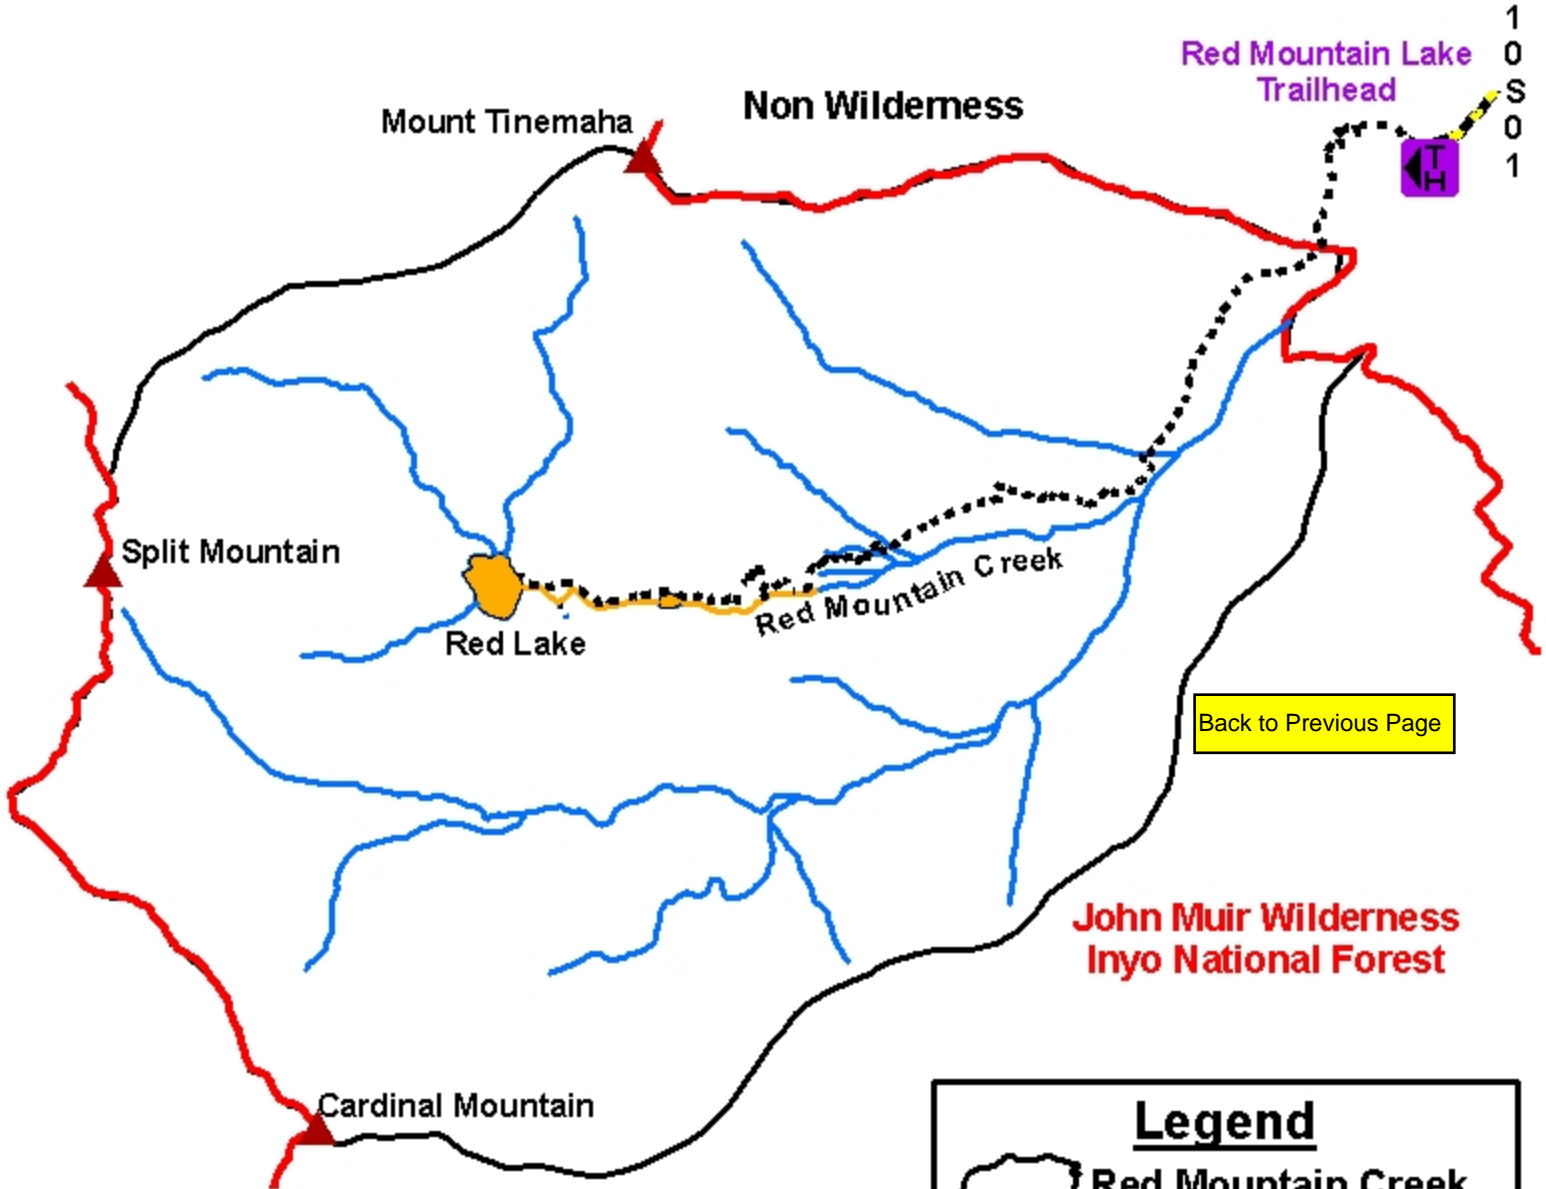 1
0
S
0
1
Red Mountain Lake
Trailhead
Non Wilderness
Mount Tinemaha
T
H
Split Mountain
Red Mountain Creek
Red Lake
Back to Previous Page
John Muir Wilderness
Inyo National Forest
Cardinal Mountain
Legend
Red Mountain Creek